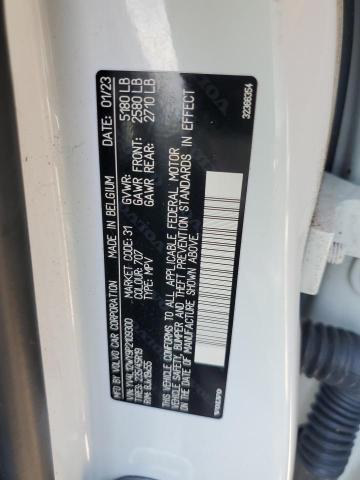 MFD. BY VOLVO CAR CORPORATION MADE IN BELGIUM DATE: 01/23
MARKET CODE: 31 GVWR: 5180 LB
COLOUR: 707 GAWR FRONT: 2580 LB
TYPE: MPV GAWR REAR: 2710 LB
THIS VEHICLE CONFORMS TO ALL APPLICABLE FEDERAL MOTOR
VEHICLE SAFETY, BUMPER AND THEFT PREVENTION STANDARDS IN EFFECT
ON THE DATE OF MANUFACTURE SHOWN ABOVE.
VOLVO
32366354